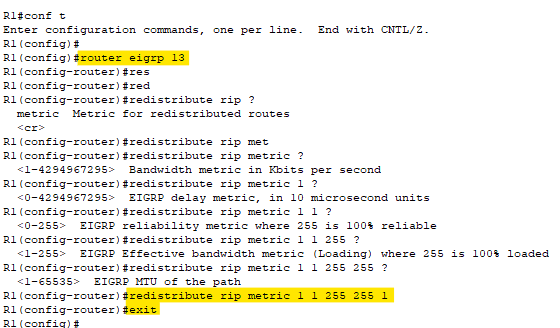 R1#conf t
Enter configuration commands, one per line.  End with CNTL/Z.
R1(config)#
R1(config)#router eigrp 13
R1(config-router)#res
R1(config-router)#red
R1(config-router)#redistribute rip ?
  metric  Metric for redistributed routes
  <cr>
R1(config-router)#redistribute rip met
R1(config-router)#redistribute rip metric ?
  <1-4294967295>  Bandwidth metric in Kbits per second
R1(config-router)#redistribute rip metric 1 ?
  <0-4294967295>  EIGRP delay metric, in 10 microsecond units
R1(config-router)#redistribute rip metric 1 1 ?
  <0-255>  EIGRP reliability metric where 255 is 100% reliable
R1(config-router)#redistribute rip metric 1 1 255 ?
  <1-255>  EIGRP Effective bandwidth metric (Loading) where 255 is 100% loaded
R1(config-router)#redistribute rip metric 1 1 255 255 ?
  <1-65535>  EIGRP MTU of the path
R1(config-router)#redistribute rip metric 1 1 255 255 1
R1(config-router)#exit
R1(config)#